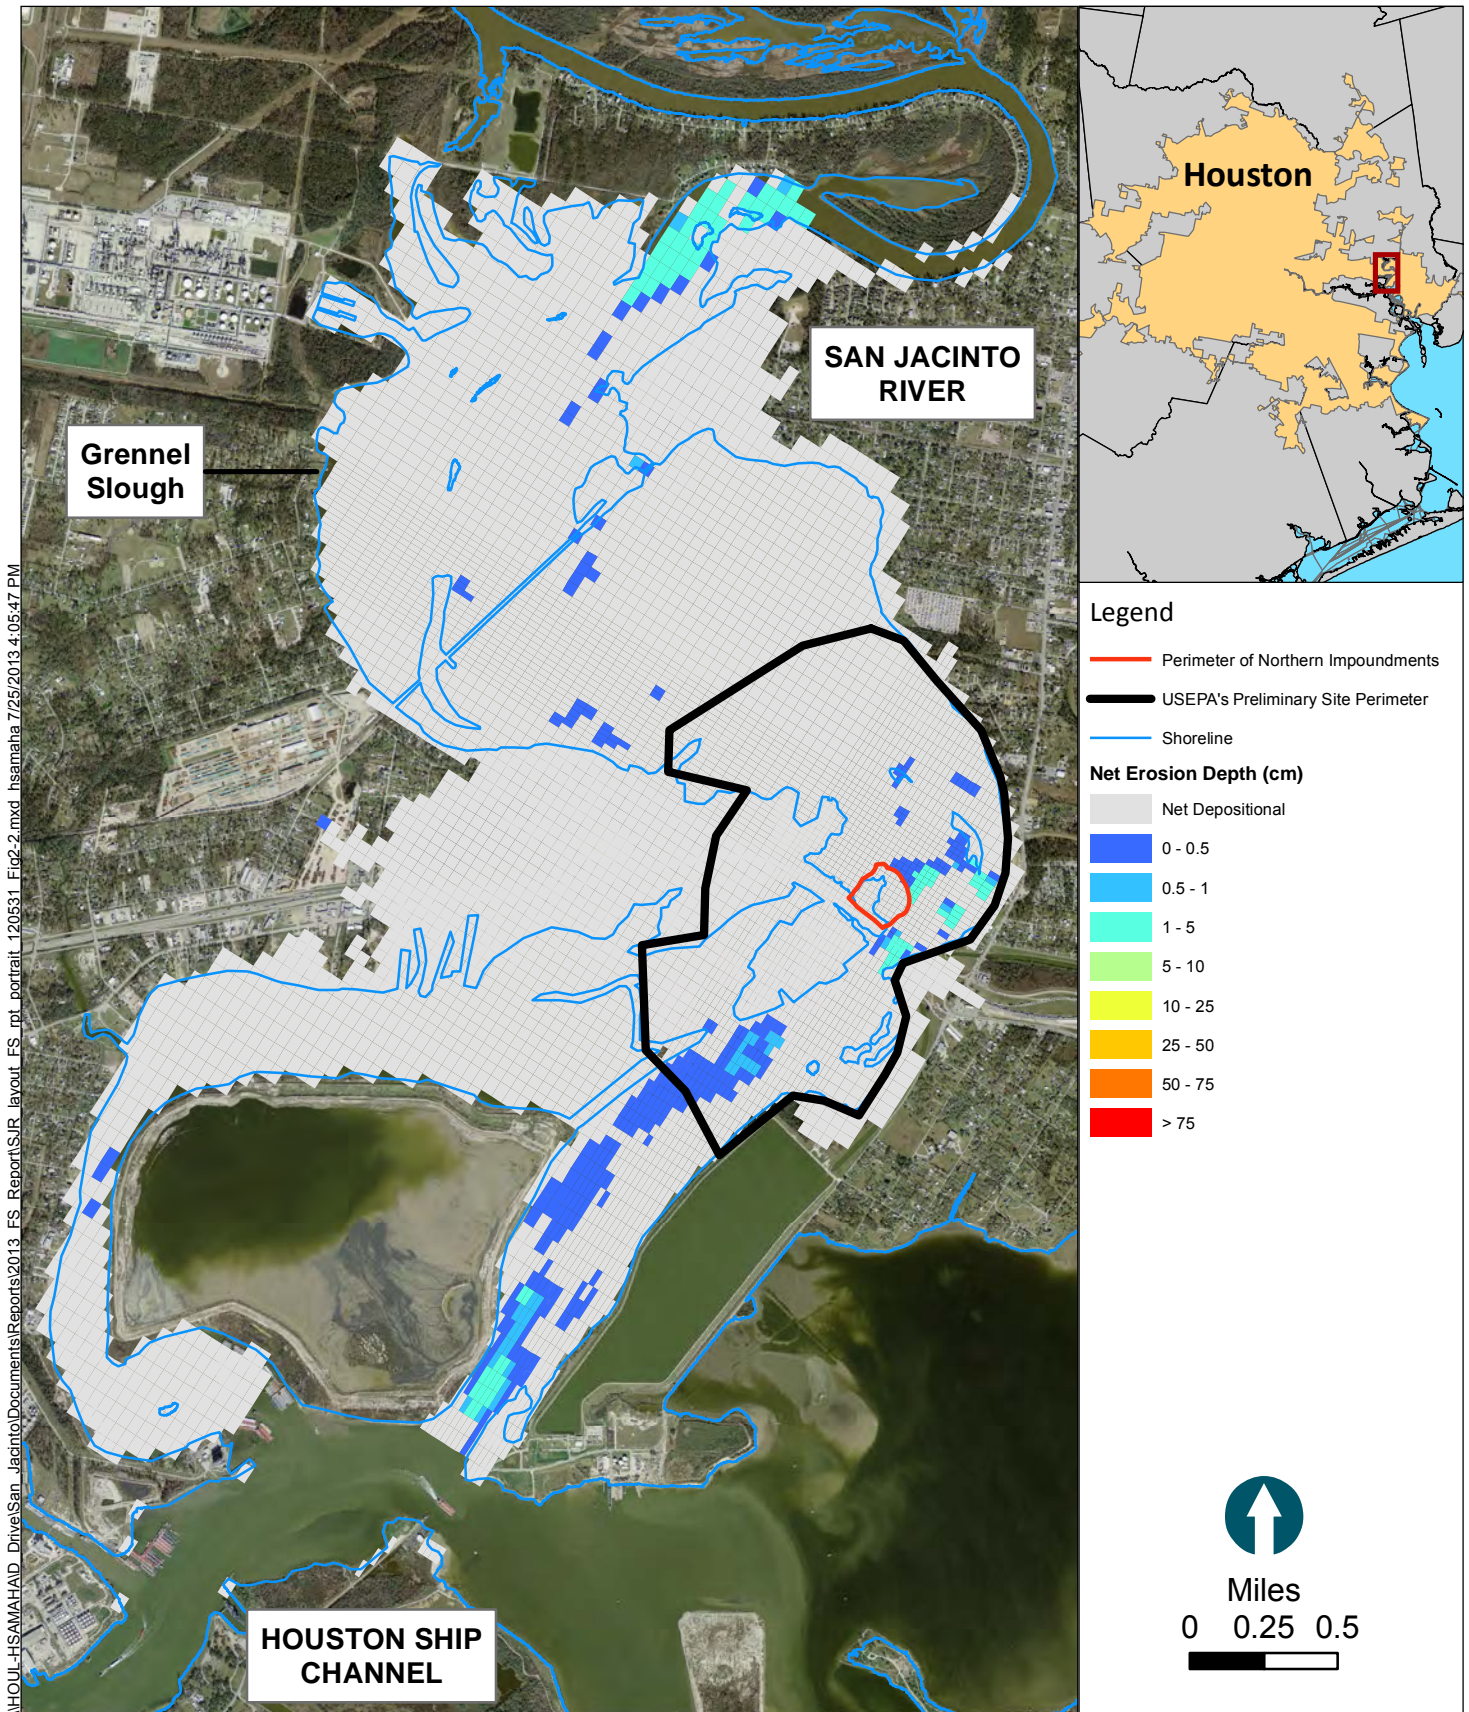 \HOUL-HSAMAHA\D_Drive\San_Jacinto\Documents\Reports\2013_FS_Report\SJR_layout_FS_rpt_portrait_1205311_Fig2-2.mxd hsamaha 7/25/2013 4:05:47 PM
SAN JACINTO
RIVER
Grennel
Slough
HOUSTON SHIP
CHANNEL
Houston
Legend
Perimeter of Northern Impoundments
USEPA's Preliminary Site Perimeter
Shoreline
Net Erosion Depth (cm)
Net Depositional
0 - 0.5
0.5 - 1
1 - 5
5 - 10
10 - 25
25 - 50
50 - 75
> 75
Miles
0 0.25 0.5